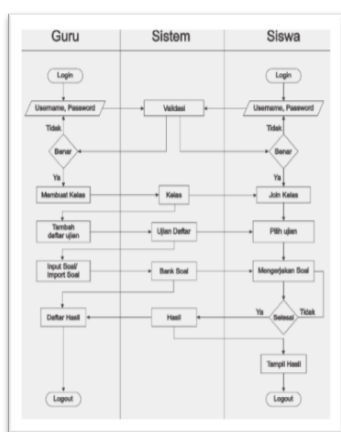 Guru Sistem Siswa
Login Login
Username, Password Validasi Username, Password
Tidak Tidak
Benar Benar
Ya Ya
Membuat Kelas Kelas Join Kelas
Tambah
daftar ujian Ujian Daftar Pilih ujian
Input Soal/
Import Soal Bank Soal Mengerjakan Soal
Daftar Hasil Hasil Ya Selesai Tidak
Tampil Hasil
Logout Logout